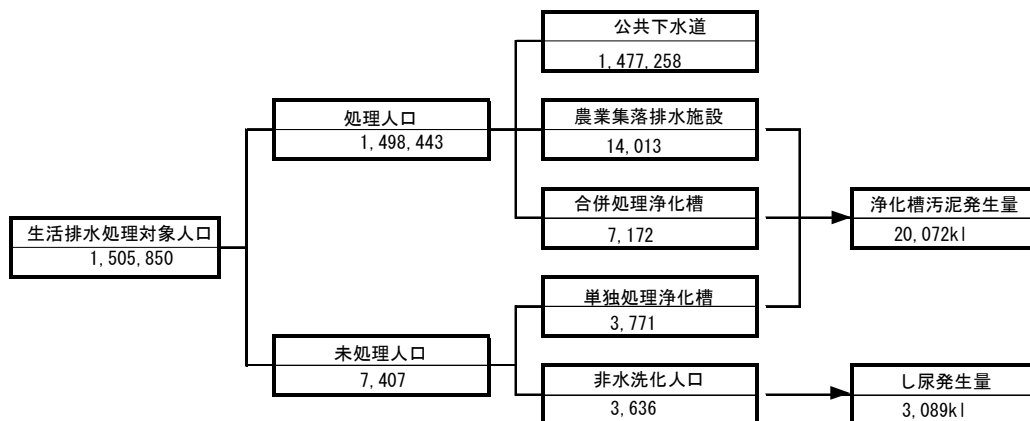 公共下水道
1,477,258
処理人口
1,498,443
農業集落排水施設
14,013
合併処理浄化槽
7,172
浄化槽汚泥発生量
20,072kl
生活排水処理対象人口
1,505,850
単独処理浄化槽
3,771
未処理人口
7,407
非水洗化人口
3,636
し尿発生量
3,089kl